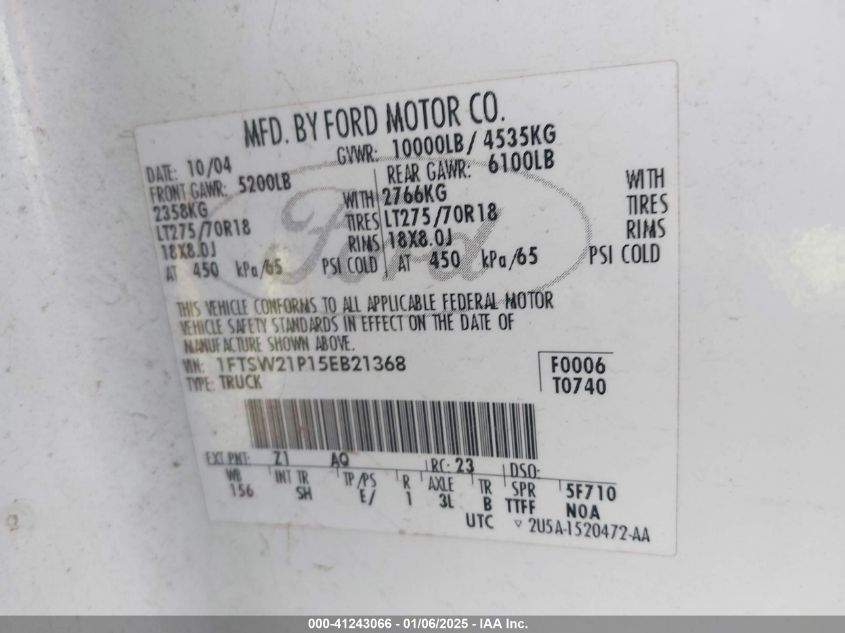 MFD. BY FORD MOTOR CO.
DATE: 10/04 GVWR: 10000LB/ 4535KG
FRONT GAWR: 5200LB REAR GAWR: 6100LB
2358KG WITH 2766KG WITH
LT275/70R18 TIRES LT275/70R18 TIRES
18X8.0J RIMS 18X8.0J RIMS
AT 450 kPa/65 PSI COLD AT 450 kPa/65 PSI COLD
Ford
THIS VEHICLE CONFORMS TO ALL APPLICABLE FEDERAL MOTOR
VEHICLE SAFETY STANDARDS IN EFFECT ON THE DATE OF
MANUFACTURE SHOWN ABOVE.
VIN: 1FTSW21P15EB21368 F0006
TYPE: TRUCK T0740
EXT PNT: Z1 AQ RC: 23 DSO:
WB INT TR TP/PS R AXLE TR SPR 5F710
156 SH E/ 1 3L B TTFF N0A
UTC ▽ 2U5A-1520472-AA
000-41243066 - 01/06/2025 - IAA Inc.